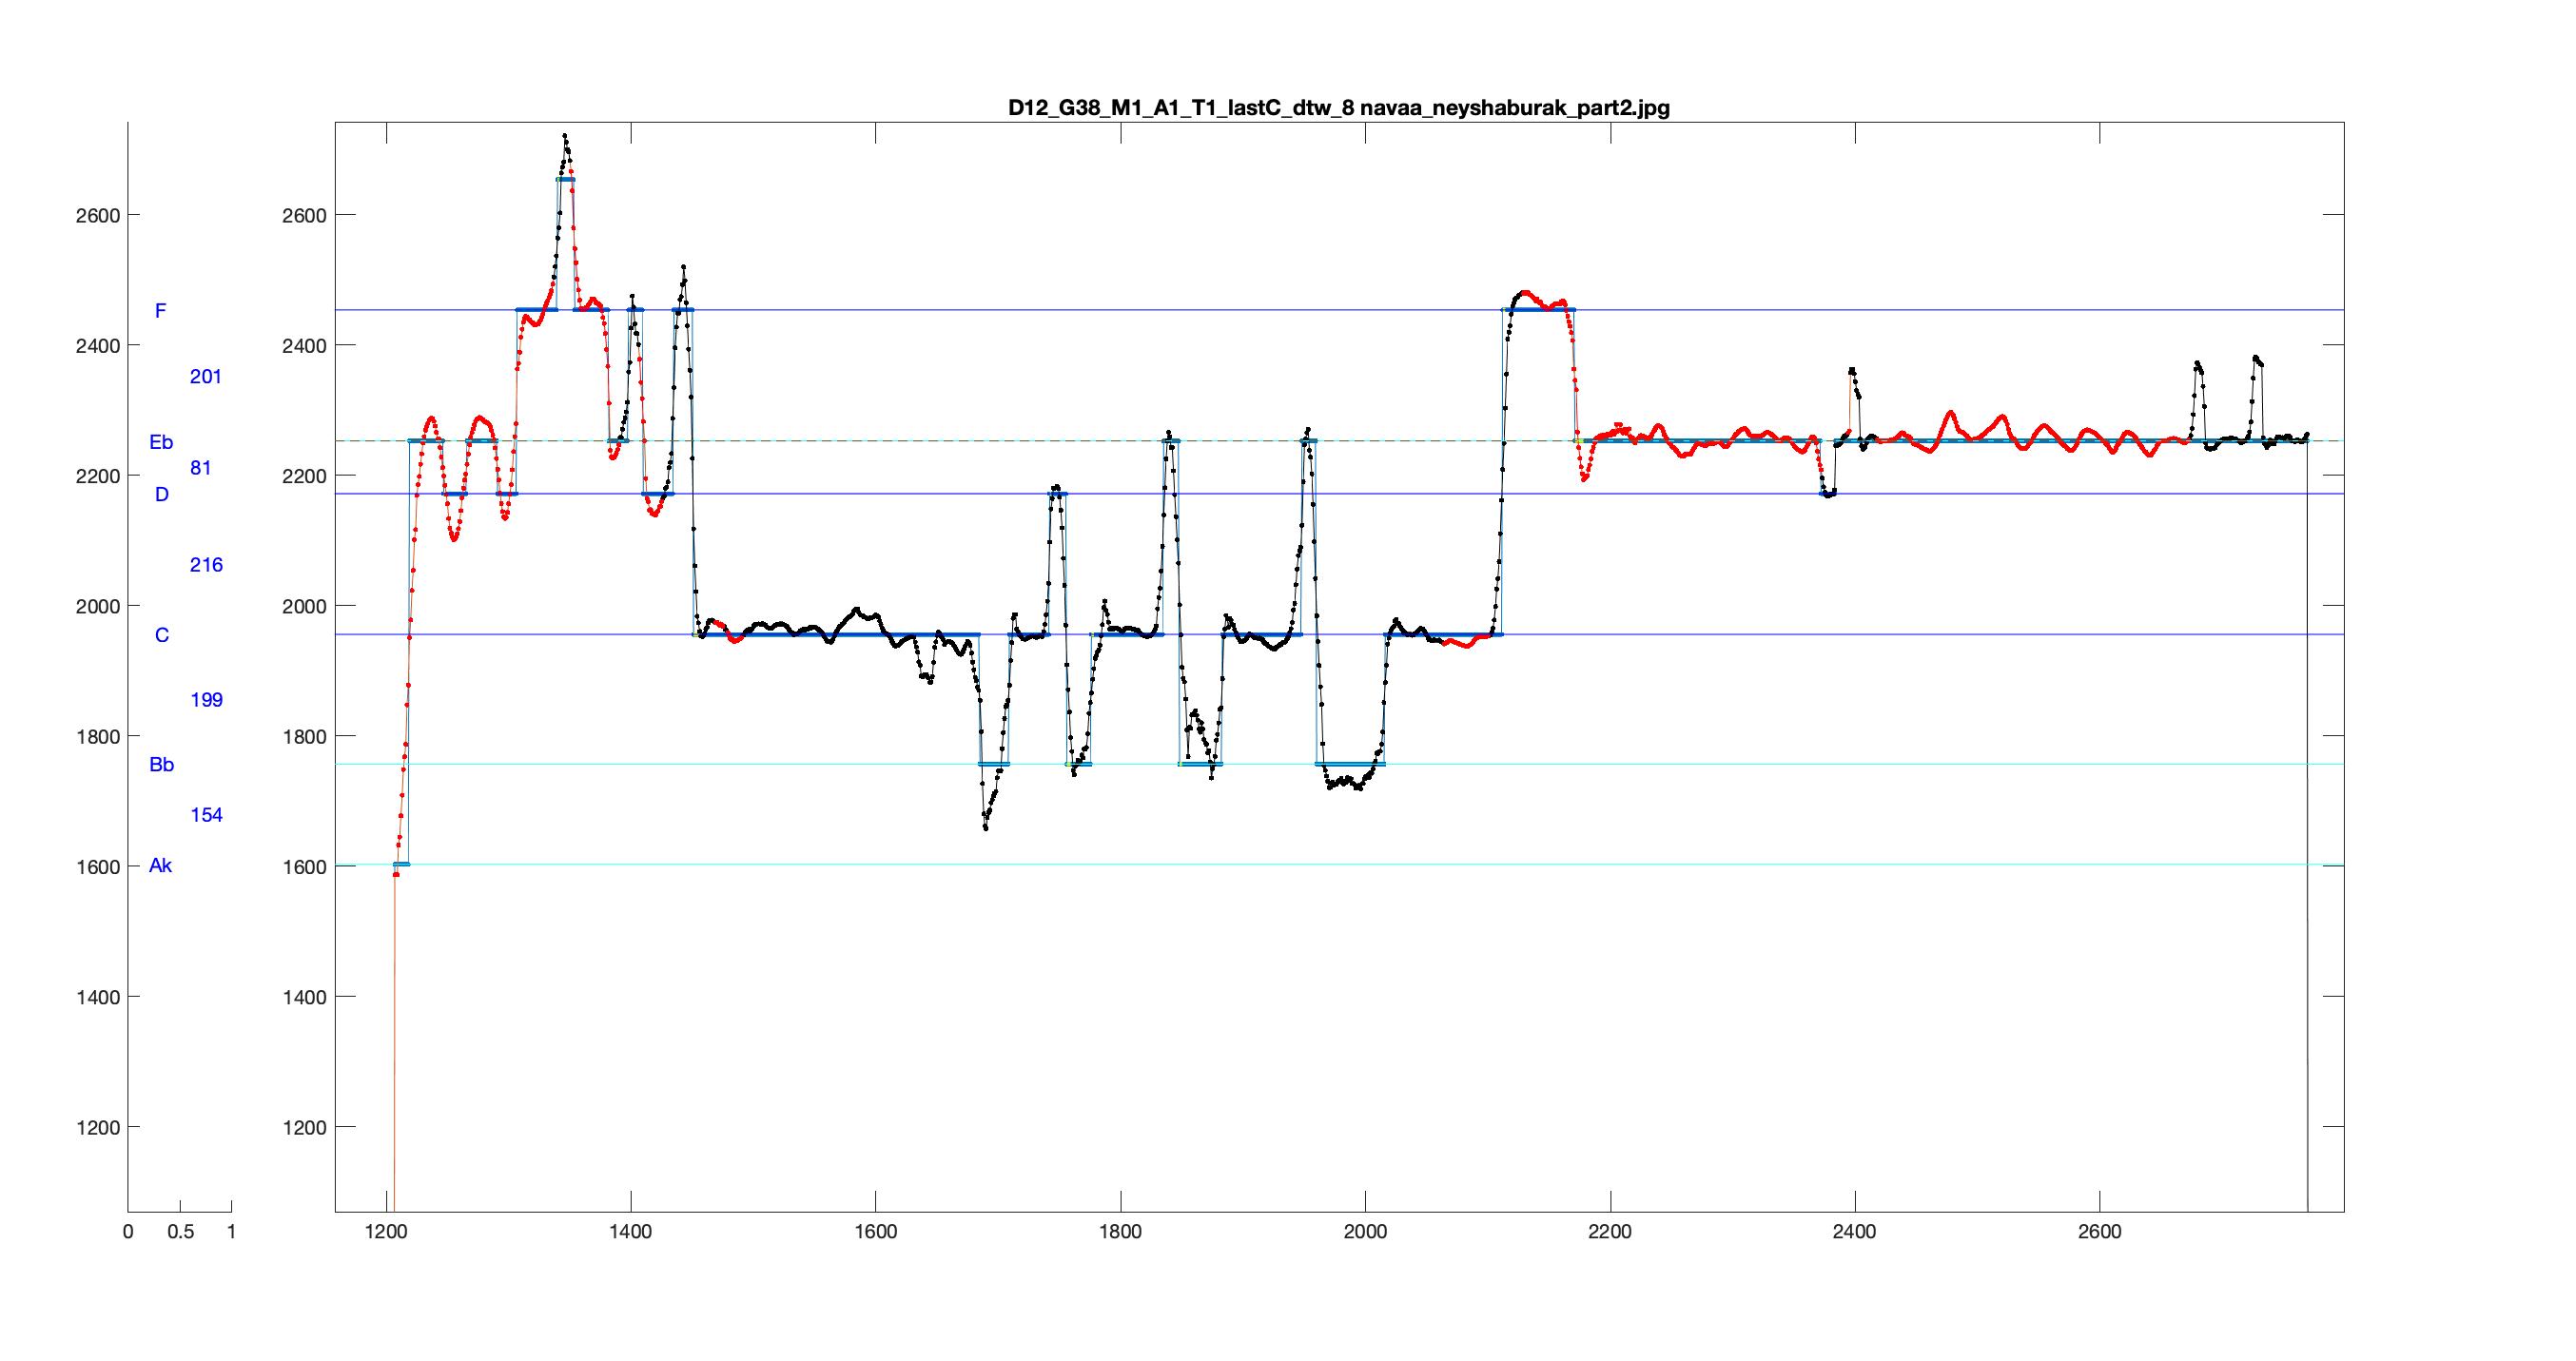 D12_G38_M1_A1_T1_lastC_dtw_8 navaa_neyshaburak_part2.jpg
2600 2600
F
2400 2400
201
Eb
81
2200 D 2200
216
2000 2000
C
199
1800 1800
Bb
154
1600 Ak 1600
1400 1400
1200 1200
0 0.5 1 1200 1400 1600 1800 2000 2200 2400 2600